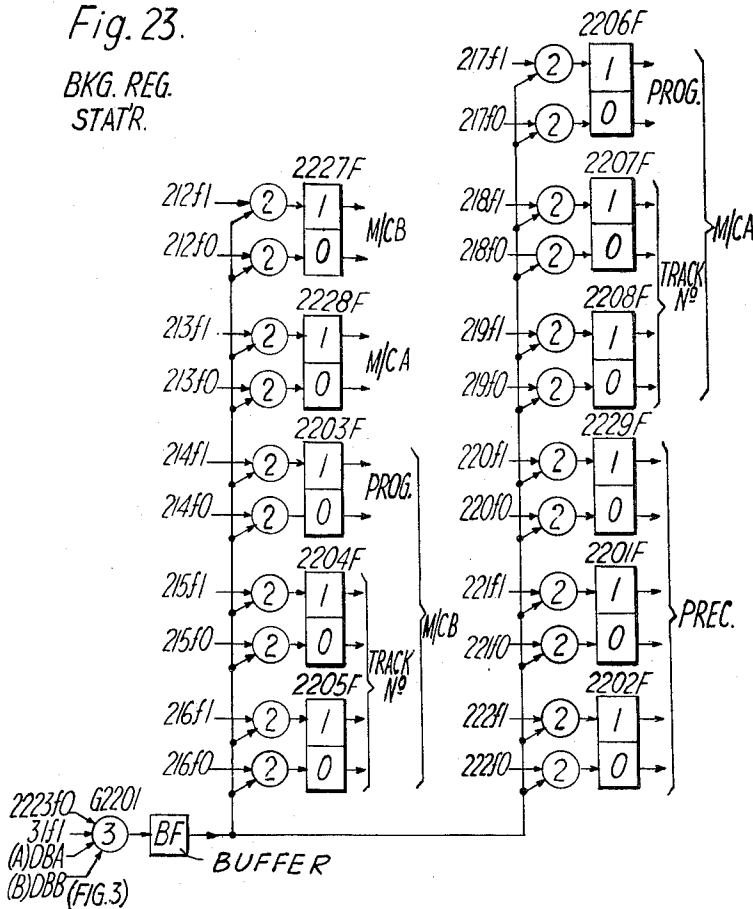 Fig. 23.
BKG. REG.
STAT'R.
2227F
212f1 2 1
212f0 2 0
M/CB
2228F
213f1 2 1
213f0 2 0
M/CA
2203F
214f1 2 1
214f0 2 0
PROG.
2204F
215f1 2 1
215f0 2 0
2205F
216f1 2 1
216f0 2 0
TRACK
Nº
M/CB
2206F
217f1 2 1
217f0 2 0
PROG.
2207F
218f1 2 1
218f0 2 0
2208F
219f1 2 1
219f0 2 0
TRACK
Nº
M/CA
2229F
220f1 2 1
220f0 2 0
2201F
221f1 2 1
221f0 2 0
2202F
222f1 2 1
222f0 2 0
PREC.
2223f0 G2201
31f1 3 BF
(A)DBA BUFFER
(B)DBB (FIG.3)